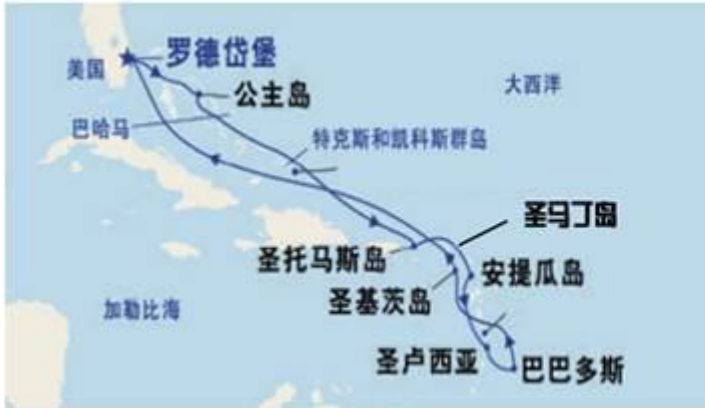 罗德岱堡
美国
公主岛
大西洋
巴哈马
特克斯和凯科斯群岛
圣马丁岛
圣托马斯岛
安提瓜岛
圣基茨岛
加勒比海
圣卢西亚
巴巴多斯